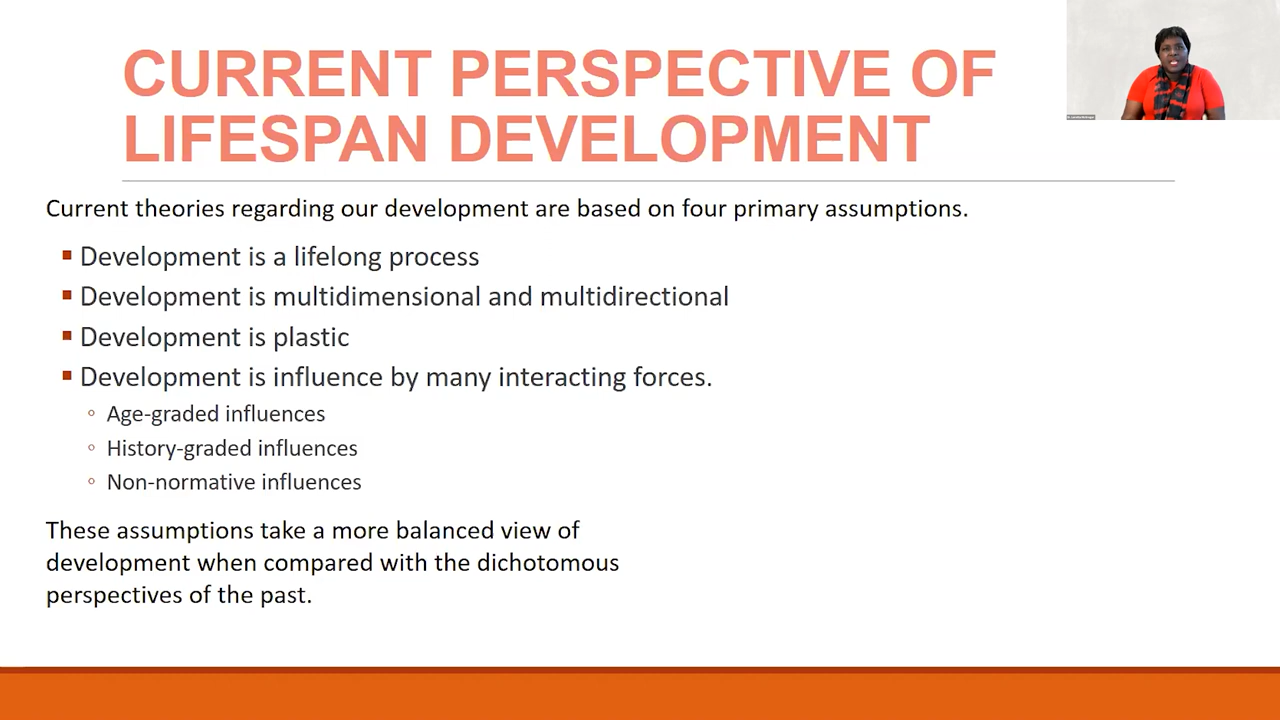 CURRENT PERSPECTIVE OF
LIFESPAN DEVELOPMENT
Current theories regarding our development are based on four primary assumptions.
Development is a lifelong process
Development is multidimensional and multidirectional
Development is plastic
Development is influence by many interacting forces.
Age-graded influences
History-graded influences
Non-normative influences
These assumptions take a more balanced view of
development when compared with the dichotomous
perspectives of the past.